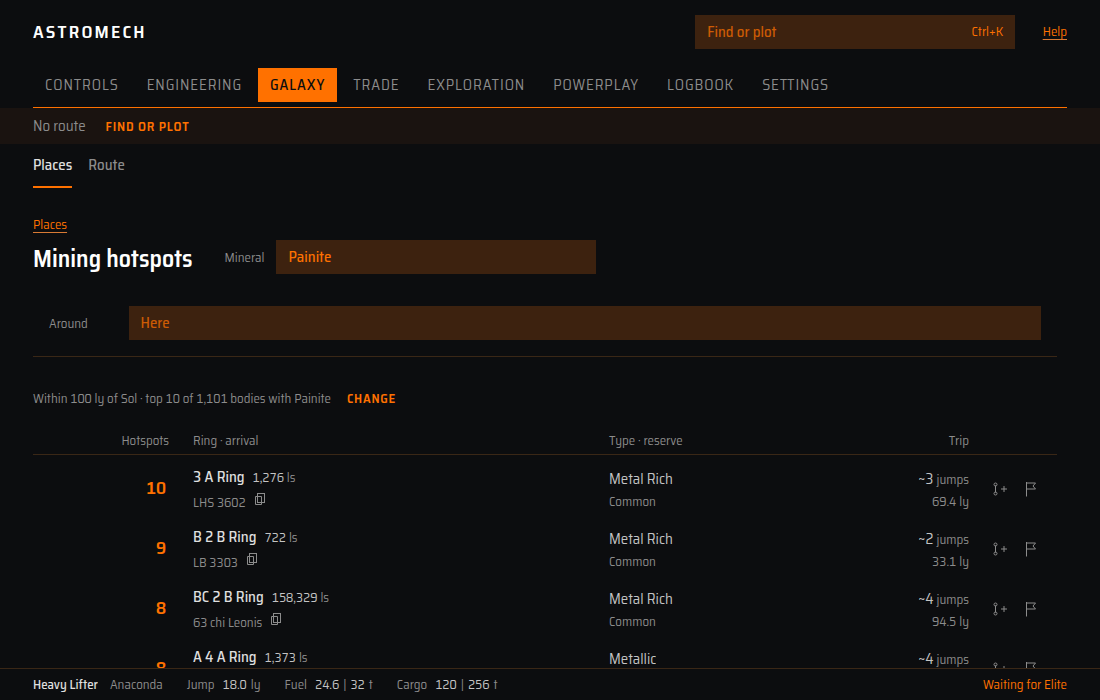 ASTROMECH
Find or plot Ctrl+K
Help
CONTROLS ENGINEERING GALAXY TRADE EXPLORATION POWERPLAY LOGBOOK SETTINGS
No route FIND OR PLOT
Places Route
Places
Mining hotspots Mineral Painite
Around Here
Within 100 ly of Sol · top 10 of 1,101 bodies with Painite CHANGE
Hotspots Ring · arrival Type · reserve Trip
10 3 A Ring 1,276 ls Metal Rich ~3 jumps
LHS 3602 Common 69.4 ly
9 B 2 B Ring 722 ls Metal Rich ~2 jumps
LB 3303 Common 33.1 ly
8 BC 2 B Ring 158,329 ls Metal Rich ~4 jumps
63 chi Leonis Common 94.5 ly
8 A 4 A Ring 1,373 ls Metallic ~4 jumps
Heavy Lifter Anaconda Jump 18.0 ly Fuel 24.6 | 32 t Cargo 120 | 256 t Waiting for Elite